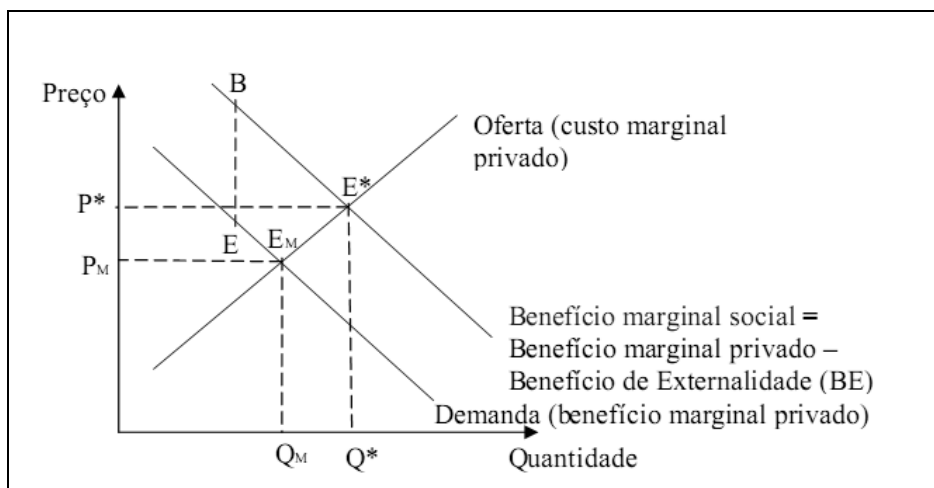 B
Preço
Oferta (custo marginal
privado)
E*
P*
E
EM
PM
Benefício marginal social =
Benefício marginal privado –
Benefício de Externalidade (BE)
Demanda (benefício marginal privado)
QM
Q*
Quantidade